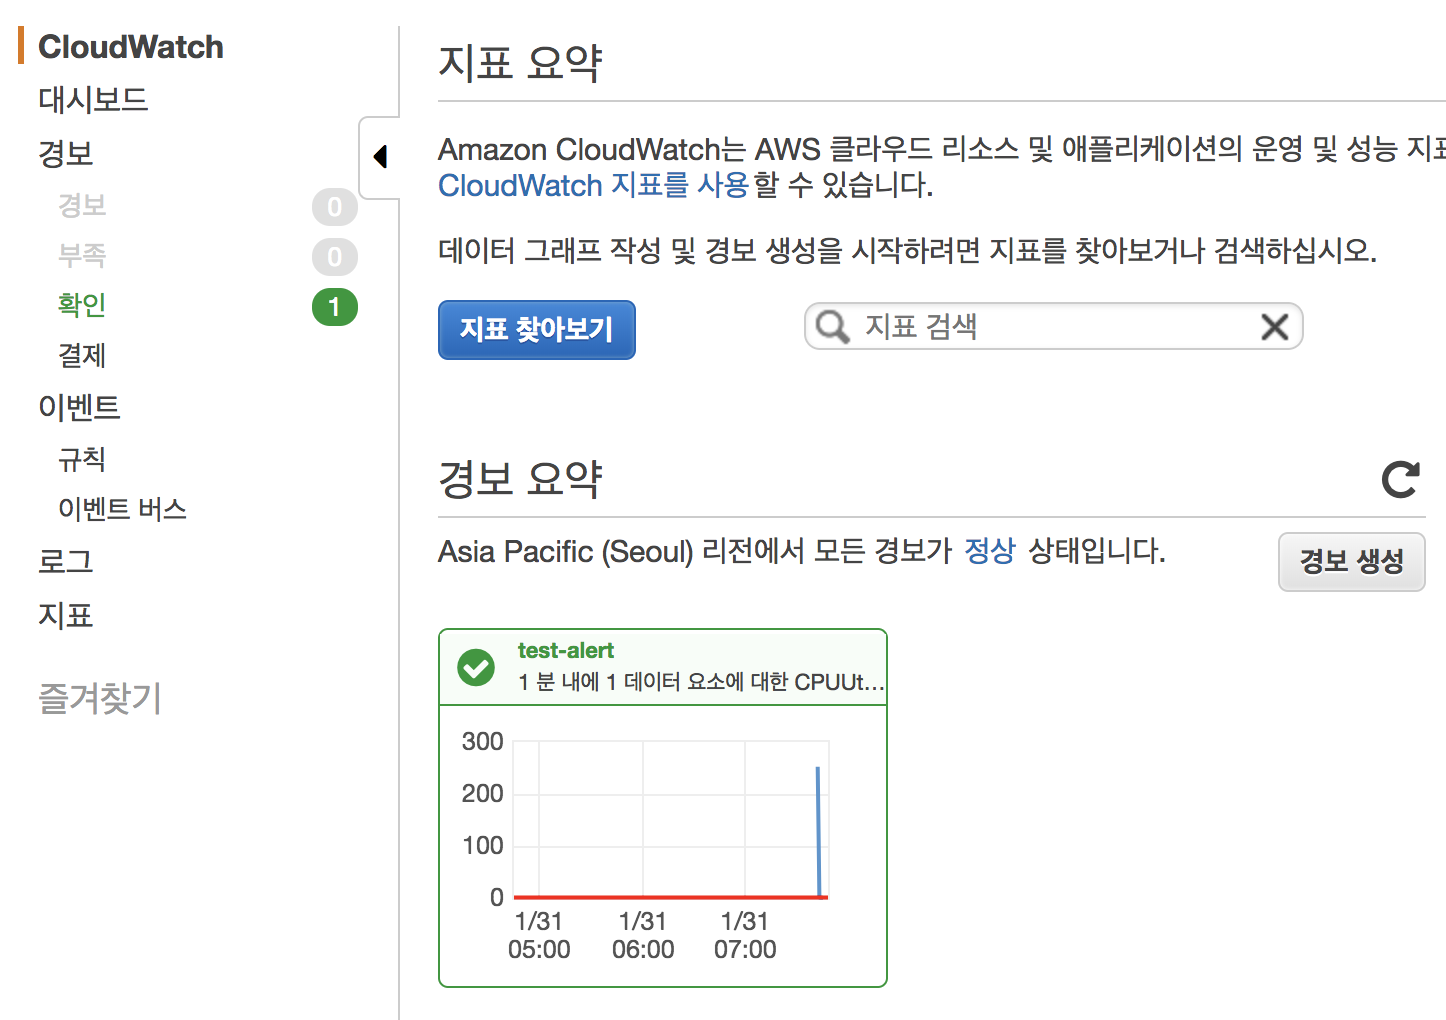 CloudWatch
대시보드
경보
경보 0
부족 0
확인 1
결제
이벤트
규칙
이벤트 버스
로그
지표
즐겨찾기
지표 요약
Amazon CloudWatch는 AWS 클라우드 리소스 및 애플리케이션의 운영 및 성능 지표
CloudWatch 지표를 사용할 수 있습니다.
데이터 그래프 작성 및 경보 생성을 시작하려면 지표를 찾아보거나 검색하십시오.
지표 찾아보기
지표 검색
경보 요약
Asia Pacific (Seoul) 리전에서 모든 경보가 정상 상태입니다.
경보 생성
test-alert
1 분 내에 1 데이터 요소에 대한 CPUUt...
300
200
100
0
1/31 1/31 1/31
05:00 06:00 07:00